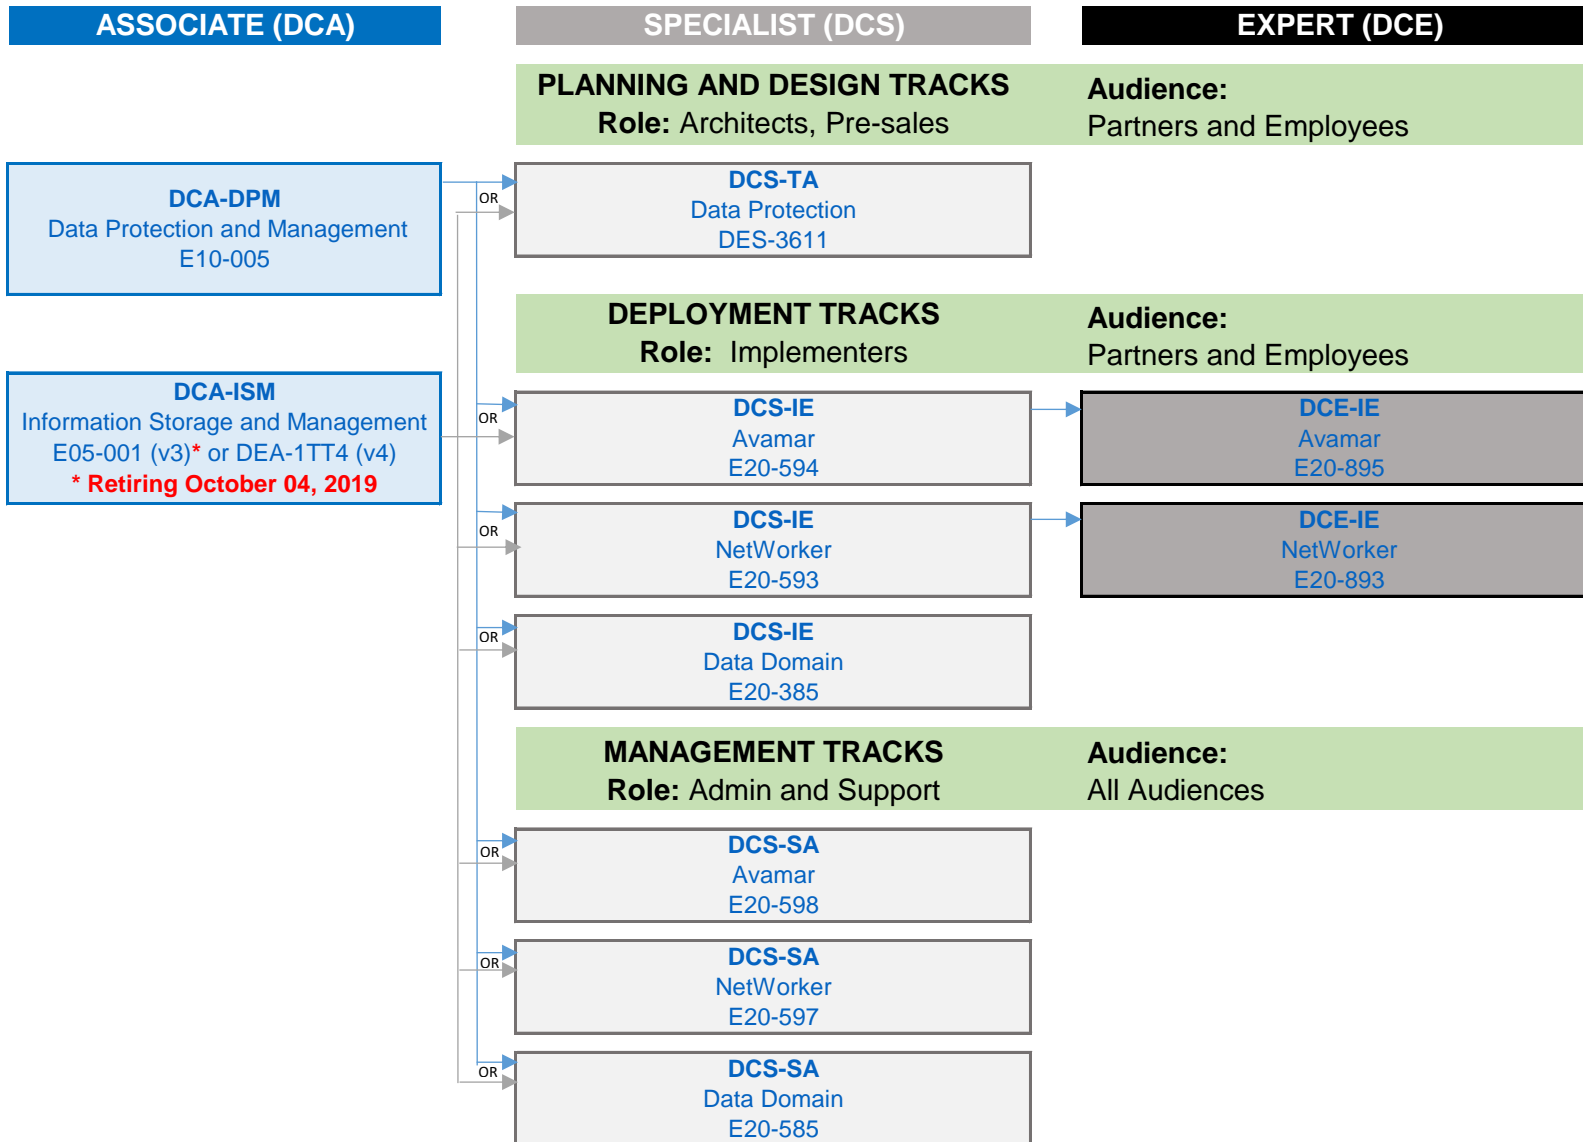 ASSOCIATE (DCA)
SPECIALIST (DCS)
EXPERT (DCE)
PLANNING AND DESIGN TRACKS
Role: Architects, Pre-sales
Audience:
Partners and Employees
DCA-DPM
Data Protection and Management
E10-005
OR
DCS-TA
Data Protection
DES-3611
DEPLOYMENT TRACKS
Role: Implementers
Audience:
Partners and Employees
DCA-ISM
Information Storage and Management
E05-001 (v3)* or DEA-1TT4 (v4)
* Retiring October 04, 2019
OR
DCS-IE
Avamar
E20-594
DCE-IE
Avamar
E20-895
OR
DCS-IE
NetWorker
E20-593
DCE-IE
NetWorker
E20-893
OR
DCS-IE
Data Domain
E20-385
MANAGEMENT TRACKS
Role: Admin and Support
Audience:
All Audiences
OR
DCS-SA
Avamar
E20-598
OR
DCS-SA
NetWorker
E20-597
OR
DCS-SA
Data Domain
E20-585